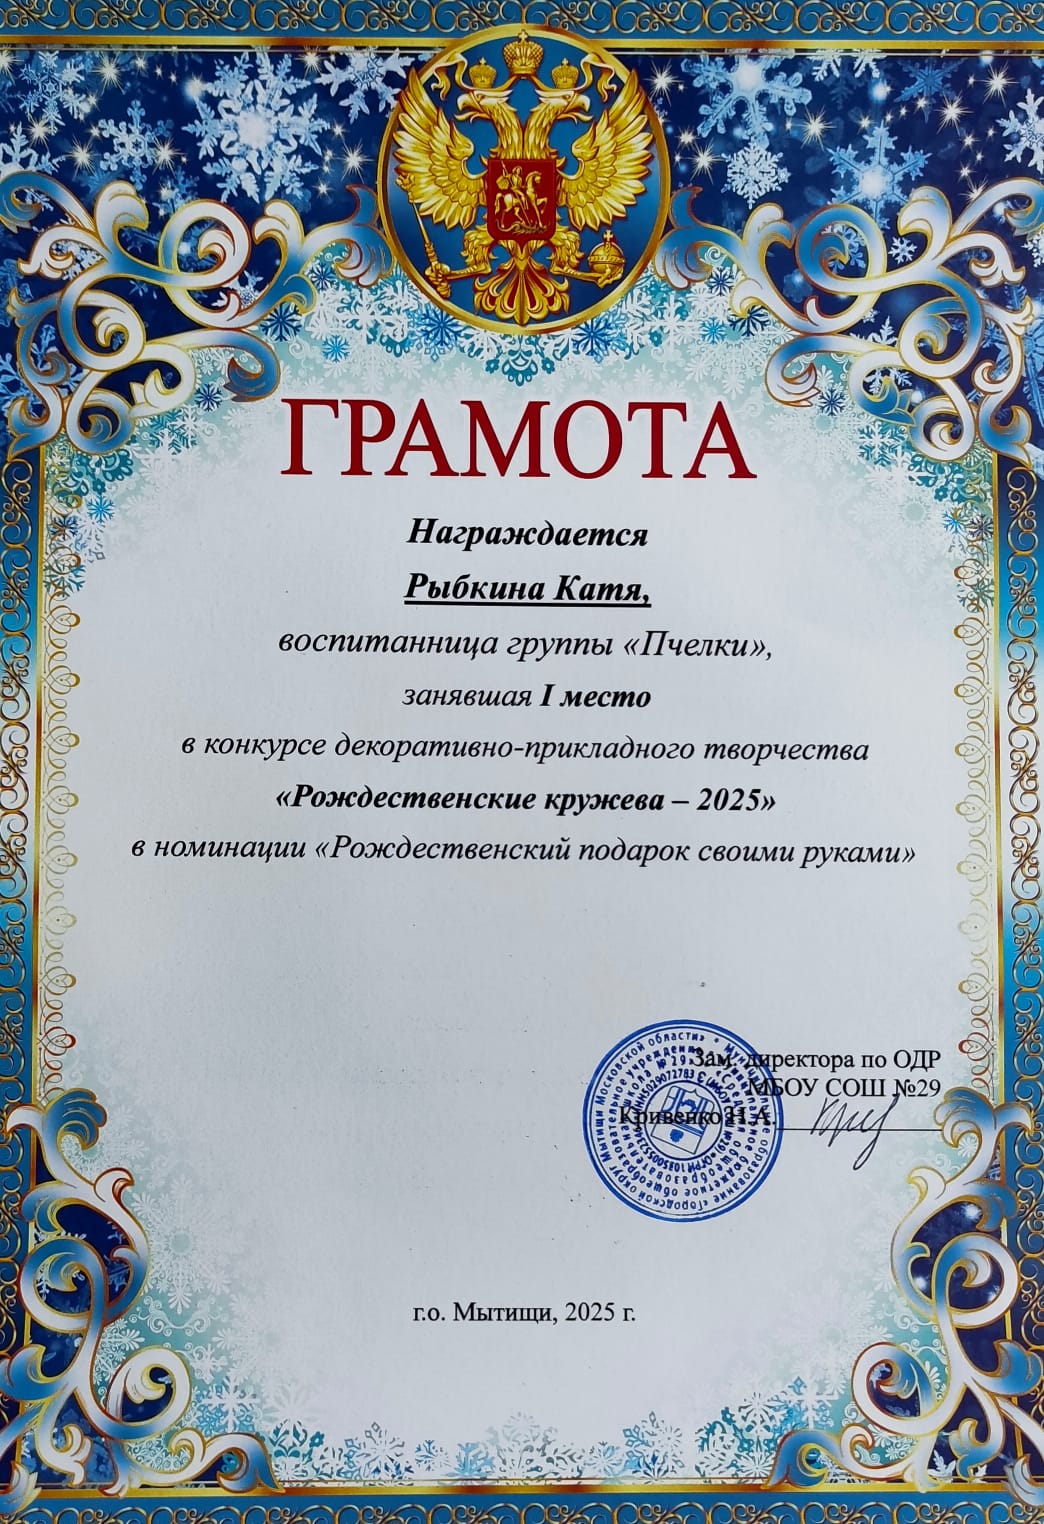 ГРАМОТА
Награждается
Рыбкина Катя,
воспитанница группы «Пчелки»,
занявшая I место
в конкурсе декоративно-прикладного творчества
«Рождественские кружева – 2025»
в номинации «Рождественский подарок своими руками»
Зам. директора по ОДР
МБОУ СОШ №29
Кривенко Н.А.
г.о. Мытищи, 2025 г.